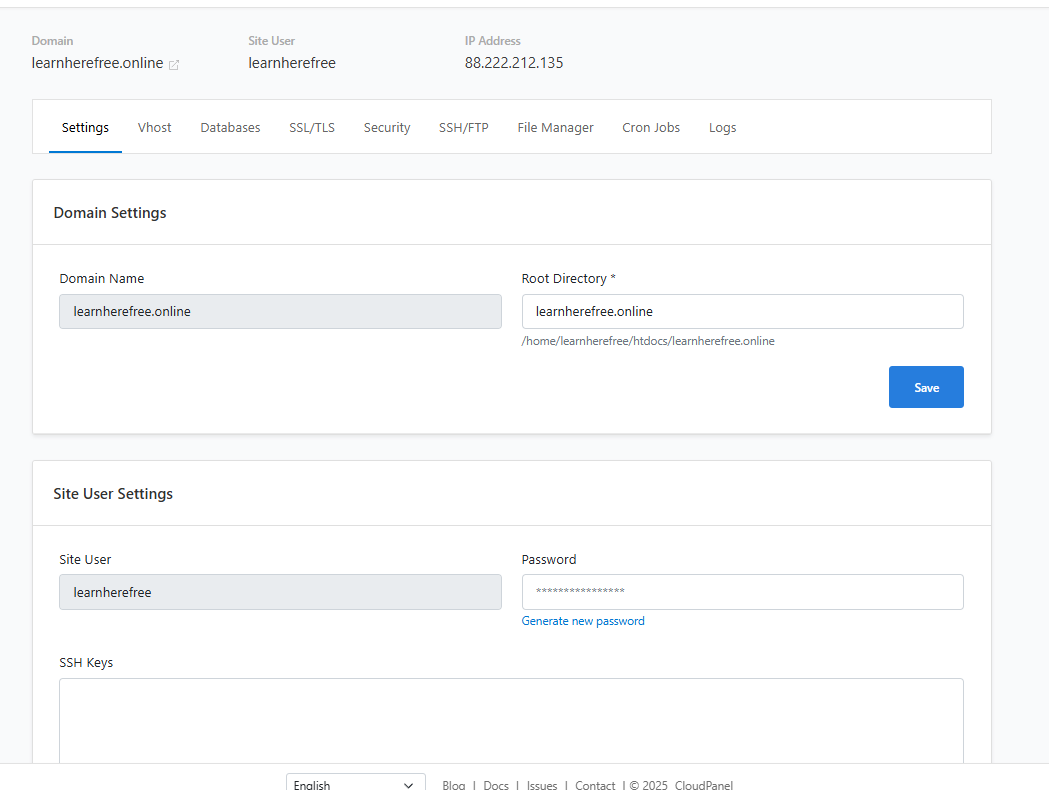 Domain Site User IP Address
learnherefree.online learnherefree 88.222.212.135
Settings Vhost Databases SSL/TLS Security SSH/FTP File Manager Cron Jobs Logs
Domain Settings
Domain Name Root Directory *
learnherefree.online learnherefree.online
/home/learnherefree/htdocs/learnherefree.online
Save
Site User Settings
Site User Password
learnherefree ****************
Generate new password
SSH Keys
English Blog | Docs | Issues | Contact | © 2025 CloudPanel